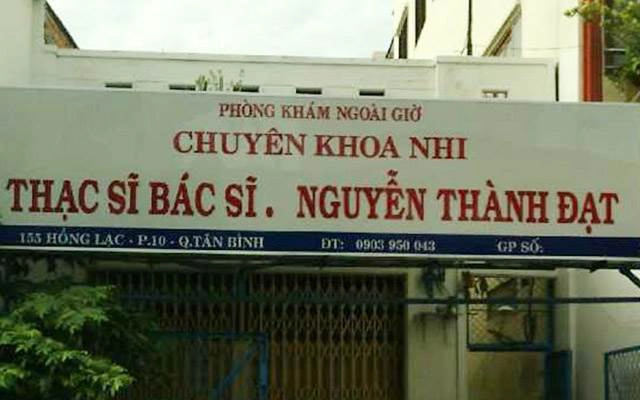 PHÒNG KHÁM NGOÀI GIỜ
CHUYÊN KHOA NHI
THẠC SĨ BÁC SĨ. NGUYỄN THÀNH ĐẠT
155 HỒNG LẠC - P.10 - Q.TÂN BÌNH ĐT: 0903 950 043 GP SỐ: